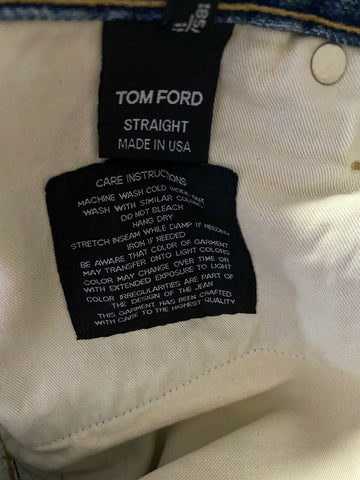 TOM FORD
STRAIGHT
MADE IN USA
CARE INSTRUCTIONS
MACHINE WASH COLD INSIDE OUT
WASH WITH SIMILAR COLORS
DO NOT BLEACH
HANG DRY
STRETCH INSEAM WHILE DAMP IF NEEDED
IRON IF NEEDED
BE AWARE THAT COLOR OF GARMENT
MAY TRANSFER ONTO LIGHT COLORS
COLOR MAY CHANGE OVER TIME OR
WITH EXTENDED EXPOSURE TO LIGHT
COLOR IRREGULARITIES ARE PART OF
THE DESIGN OF THE JEAN
THIS GARMENT HAS BEEN CRAFTED
WITH CARE TO THE HIGHEST QUALITY